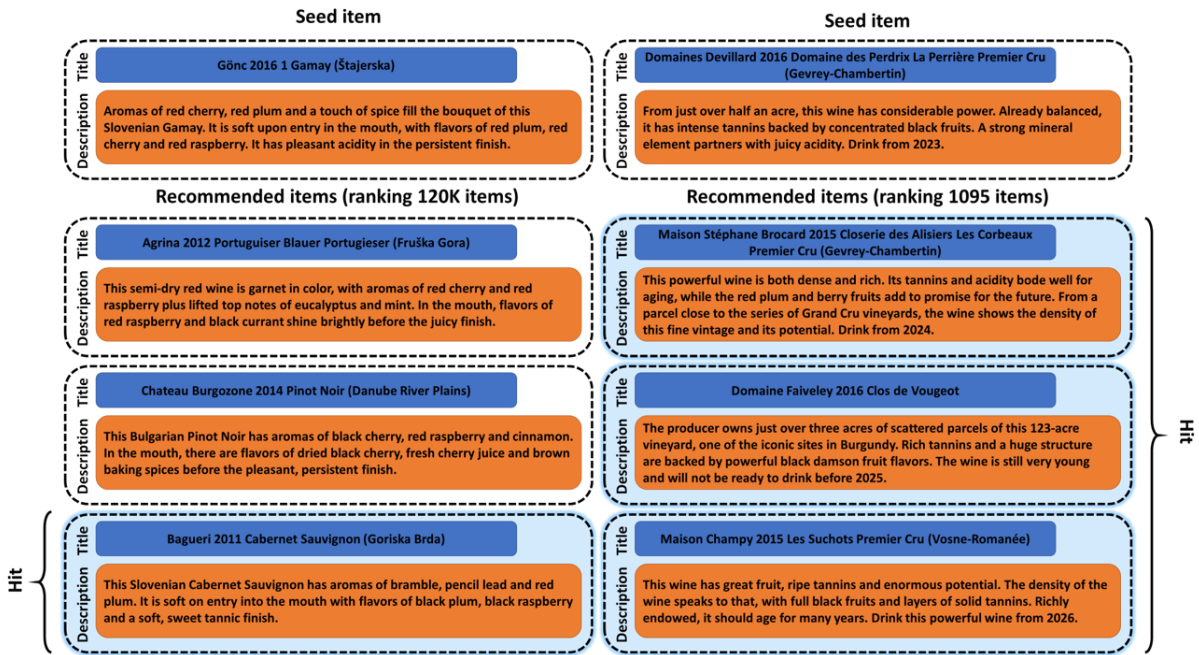 Seed item
Title
Gönc 2016 1 Gamay (Štajerska)
Description
Aromas of red cherry, red plum and a touch of spice fill the bouquet of this
Slovenian Gamay. It is soft upon entry in the mouth, with flavors of red plum, red
cherry and red raspberry. It has pleasant acidity in the persistent finish.
Recommended items (ranking 120K items)
Title
Agrina 2012 Portuguiser Blauer Portugieser (Fruška Gora)
Description
This semi-dry red wine is garnet in color, with aromas of red cherry and red
raspberry plus lifted top notes of eucalyptus and mint. In the mouth, flavors of
red raspberry and black currant shine brightly before the juicy finish.
Title
Chateau Burgozone 2014 Pinot Noir (Danube River Plains)
Description
This Bulgarian Pinot Noir has aromas of black cherry, red raspberry and cinnamon.
In the mouth, there are flavors of dried black cherry, fresh cherry juice and brown
baking spices before the pleasant, persistent finish.
Hit
Title
Bagueri 2011 Cabernet Sauvignon (Goriska Brda)
Description
This Slovenian Cabernet Sauvignon has aromas of bramble, pencil lead and red
plum. It is soft on entry into the mouth with flavors of black plum, black raspberry
and a soft, sweet tannic finish.
Seed item
Title
Domaines Devillard 2016 Domaine des Perdrix La Perrière Premier Cru
(Gevrey-Chambertin)
Description
From just over half an acre, this wine has considerable power. Already balanced,
it has intense tannins backed by concentrated black fruits. A strong mineral
element partners with juicy acidity. Drink from 2023.
Recommended items (ranking 1095 items)
Title
Maison Stéphane Brocard 2015 Closerie des Alisiers Les Corbeaux
Premier Cru (Gevrey-Chambertin)
Description
This powerful wine is both dense and rich. Its tannins and acidity bode well for
aging, while the red plum and berry fruits add to promise for the future. From a
parcel close to the series of Grand Cru vineyards, the wine shows the density of
this fine vintage and its potential. Drink from 2024.
Title
Domaine Faiveley 2016 Clos de Vougeot
Description
The producer owns just over three acres of scattered parcels of this 123-acre
vineyard, one of the iconic sites in Burgundy. Rich tannins and a huge structure
are backed by powerful black damson fruit flavors. The wine is still very young
and will not be ready to drink before 2025.
Title
Maison Champy 2015 Les Suchots Premier Cru (Vosne-Romanée)
Description
This wine has great fruit, ripe tannins and enormous potential. The density of the
wine speaks to that, with full black fruits and layers of solid tannins. Richly
endowed, it should age for many years. Drink this powerful wine from 2026.
Hit